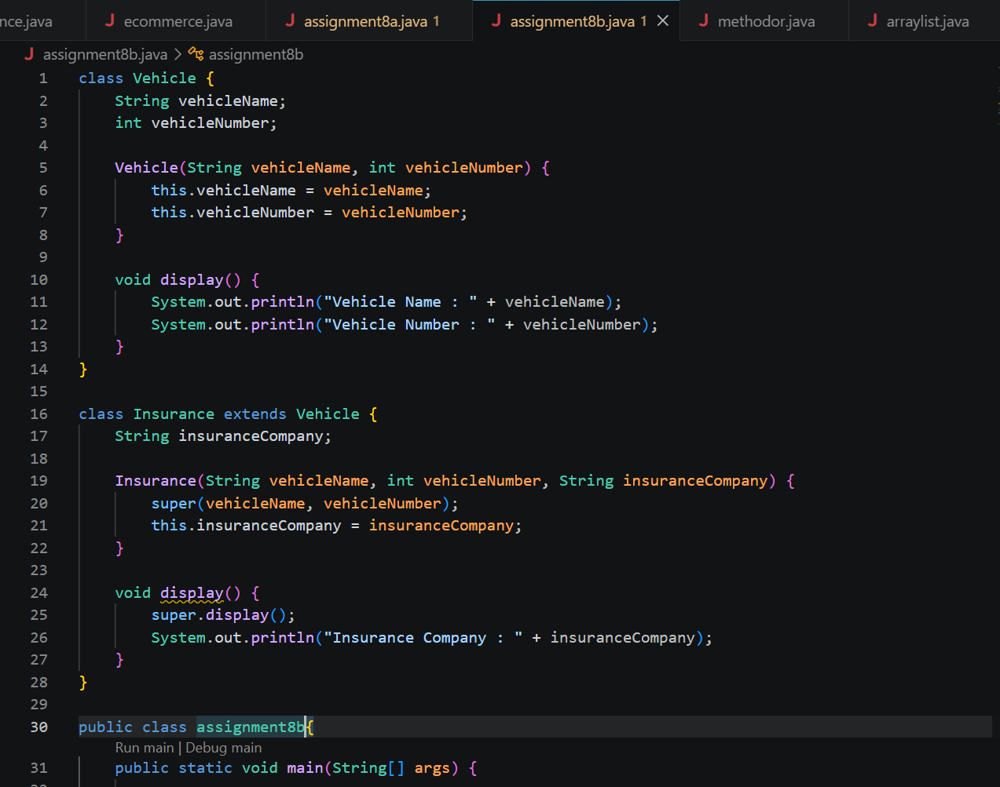 nce.java ecommerce.java assignment8a.java 1 assignment8b.java 1 methodor.java arraylist.java
assignment8b.java > assignment8b
1 class Vehicle {
2 String vehicleName;
3 int vehicleNumber;
4
5 Vehicle(String vehicleName, int vehicleNumber) {
6 this.vehicleName = vehicleName;
7 this.vehicleNumber = vehicleNumber;
8 }
9
10 void display() {
11 System.out.println("Vehicle Name : " + vehicleName);
12 System.out.println("Vehicle Number : " + vehicleNumber);
13 }
14 }
15
16 class Insurance extends Vehicle {
17 String insuranceCompany;
18
19 Insurance(String vehicleName, int vehicleNumber, String insuranceCompany) {
20 super(vehicleName, vehicleNumber);
21 this.insuranceCompany = insuranceCompany;
22 }
23
24 void display() {
25 super.display();
26 System.out.println("Insurance Company : " + insuranceCompany);
27 }
28 }
29
30 public class assignment8b{
Run main | Debug main
31 public static void main(String[] args) {